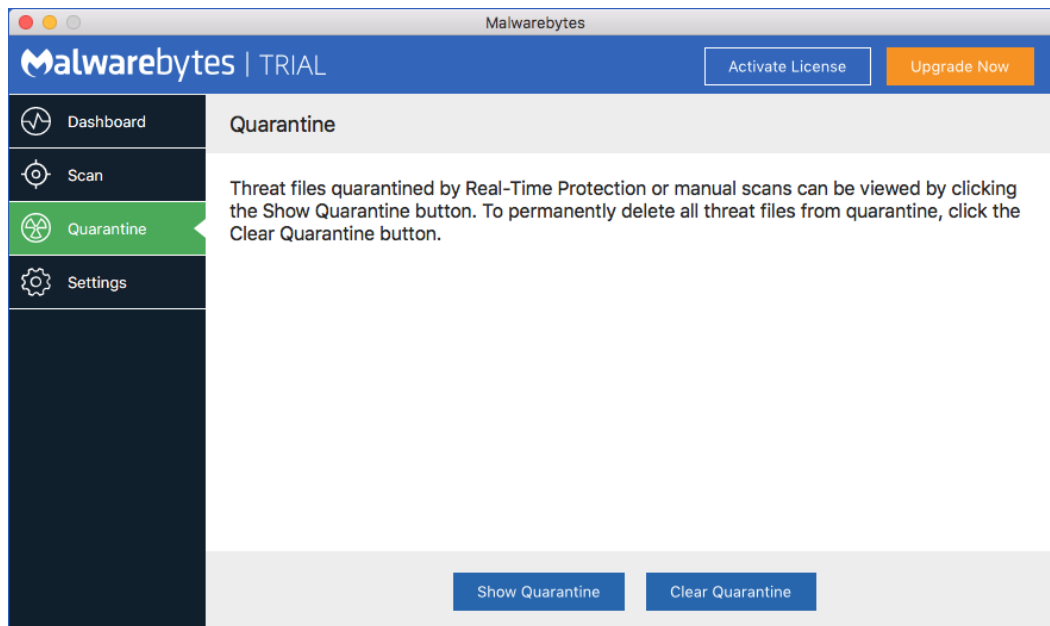 Malwarebytes
Malwarebytes | TRIAL
Activate License
Upgrade Now
Dashboard
Quarantine
Scan
Threat files quarantined by Real-Time Protection or manual scans can be viewed by clicking
the Show Quarantine button. To permanently delete all threat files from quarantine, click the
Clear Quarantine button.
Quarantine
Settings
Show Quarantine
Clear Quarantine